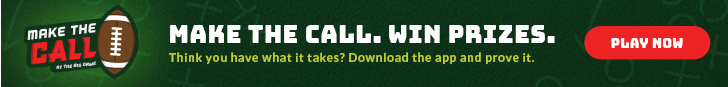 MAKE THE
CALL
AT THE BIG GAME
MAKE THE CALL. WIN PRIZES.
Think you have what it takes? Download the app and prove it.
PLAY NOW